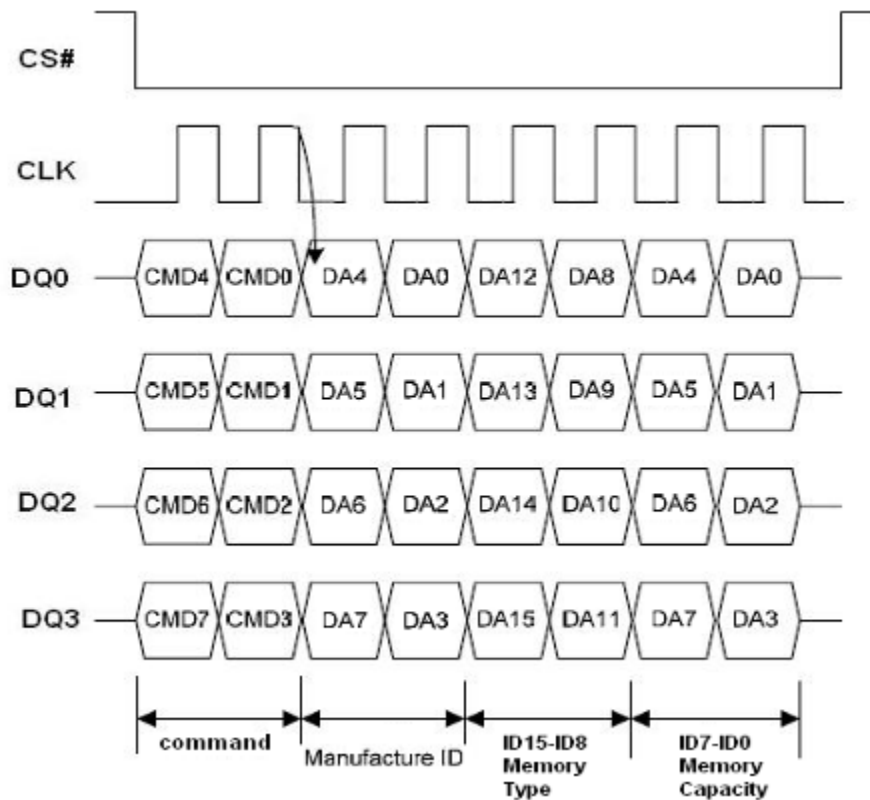 CS#
CLK
DQ0 CMD4 CMD0 DA4 DA0 DA12 DA8 DA4 DA0
DQ1 CMD5 CMD1 DA5 DA1 DA13 DA9 DA5 DA1
DQ2 CMD6 CMD2 DA6 DA2 DA14 DA10 DA6 DA2
DQ3 CMD7 CMD3 DA7 DA3 DA15 DA11 DA7 DA3
command
Manufacture ID
ID15-ID8
Memory
Type
ID7-ID0
Memory
Capacity